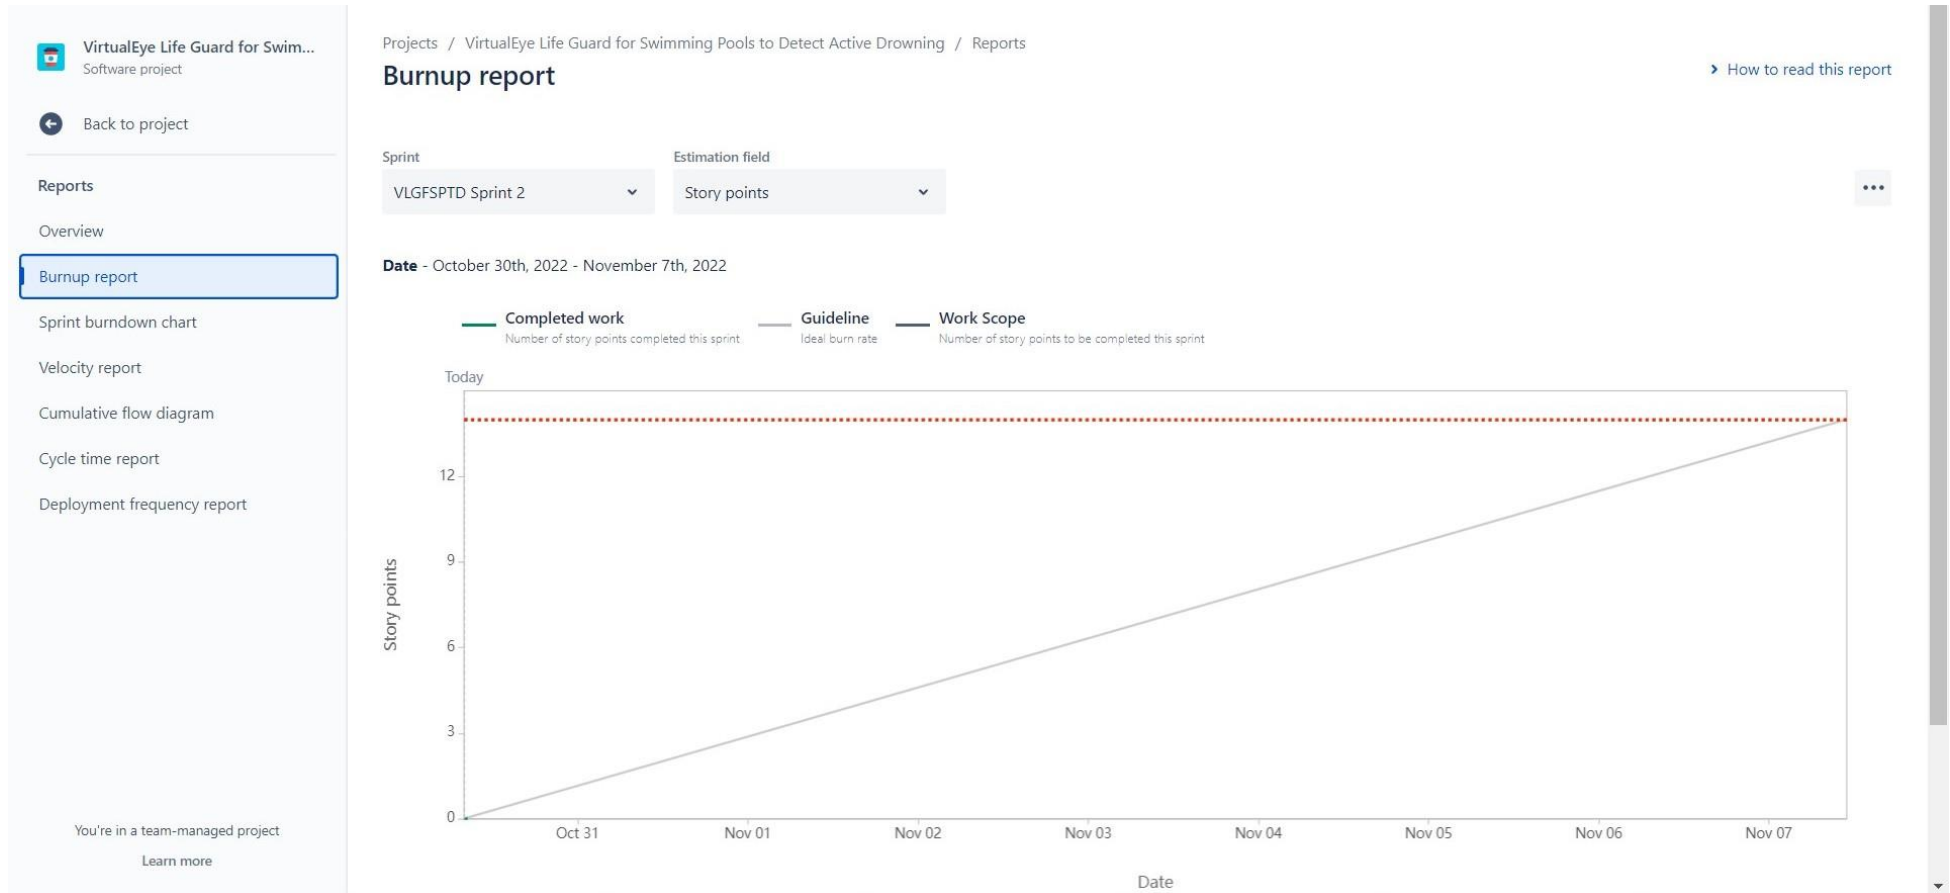 VirtualEye Life Guard for Swim...
Software project
Back to project
Reports
Overview
Burnup report
Sprint burndown chart
Velocity report
Cumulative flow diagram
Cycle time report
Deployment frequency report
You're in a team-managed project
Learn more
Projects / VirtualEye Life Guard for Swimming Pools to Detect Active Drowning / Reports
Burnup report
How to read this report
Sprint
Estimation field
VLGFSPTD Sprint 2
Story points
Date - October 30th, 2022 - November 7th, 2022
Completed work
Number of story points completed this sprint
Guideline
Ideal burn rate
Work Scope
Number of story points to be completed this sprint
Today
12
9
6
3
0
Story points
Oct 31
Nov 01
Nov 02
Nov 03
Nov 04
Nov 05
Nov 06
Nov 07
Date